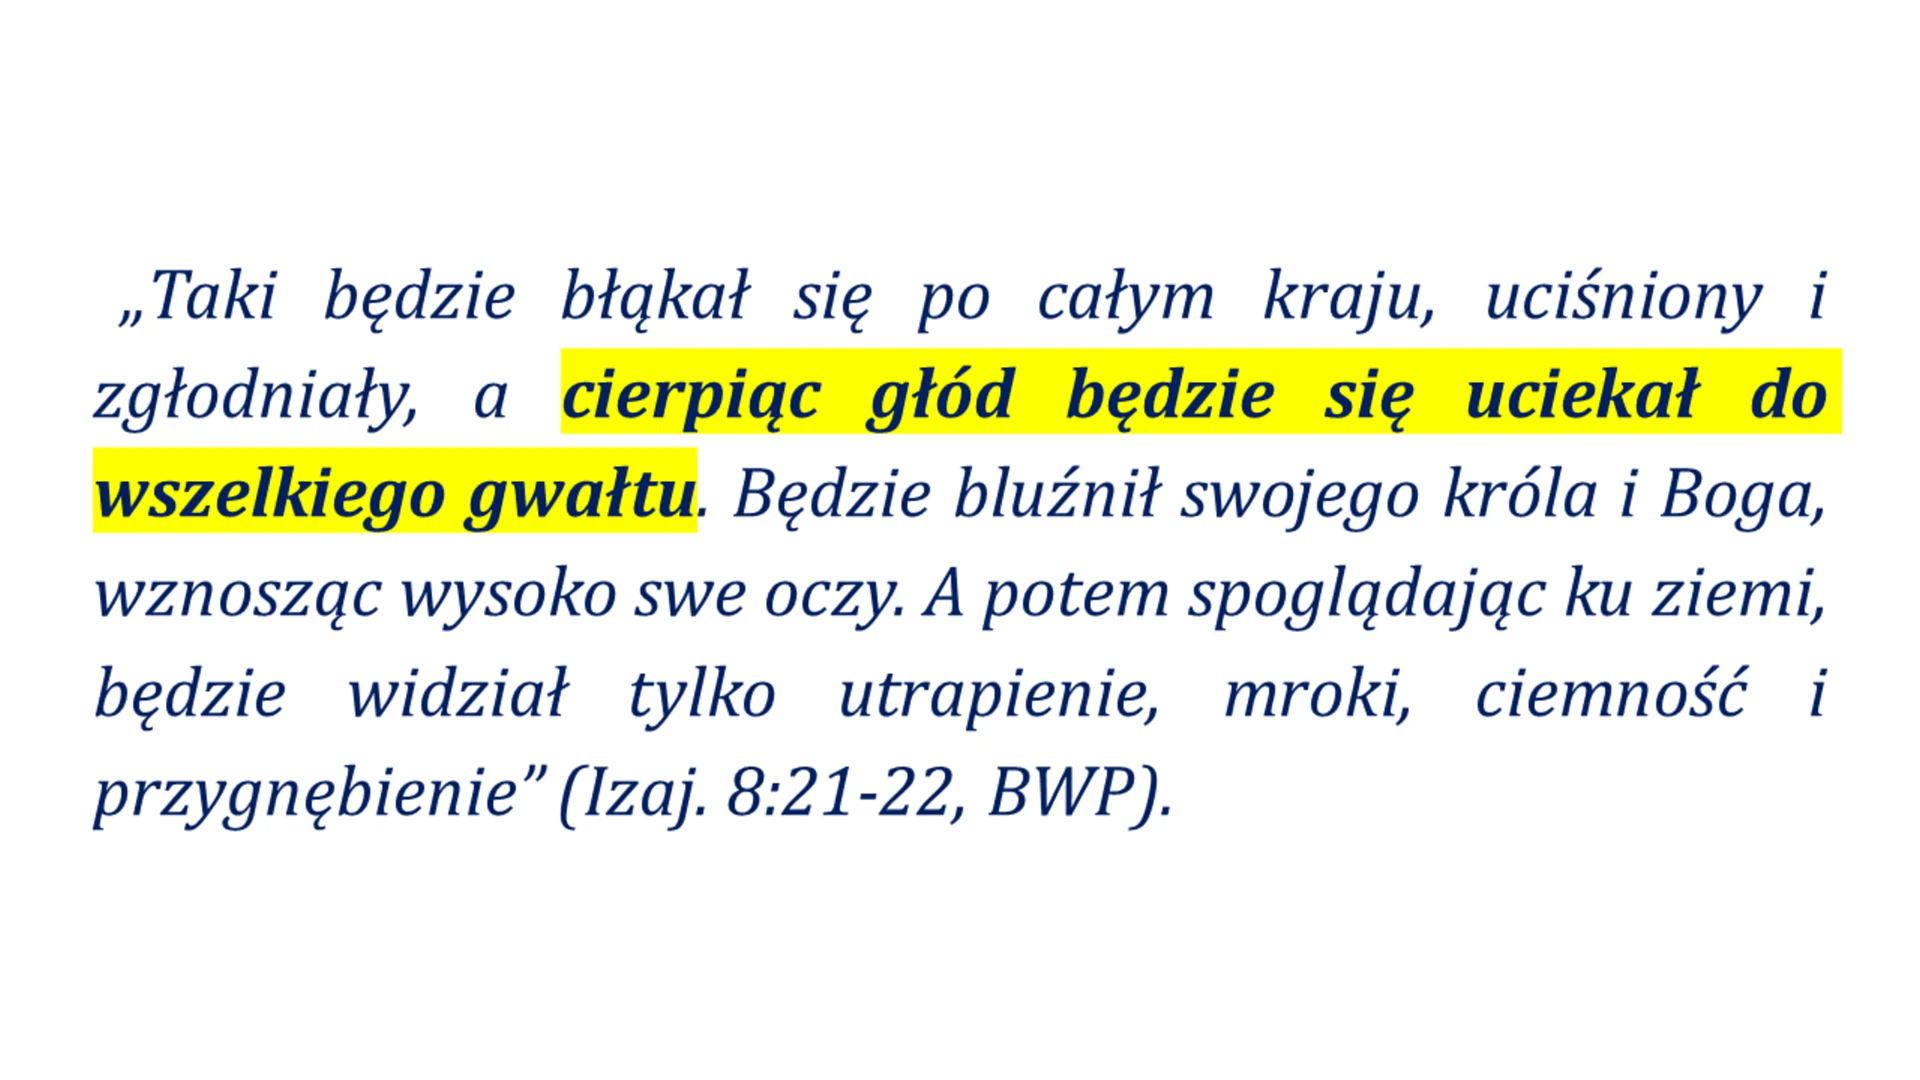 „Taki będzie błąkał się po całym kraju, uciśniony i
zgłodniały, a cierpiąc głód będzie się uciekał do
wszelkiego gwałtu. Będzie bluźnił swojego króla i Boga,
wznosząc wysoko swe oczy. A potem spoglądając ku ziemi,
będzie widział tylko utrapienie, mroki, ciemność i
przygnębienie” (Izaj. 8:21-22, BWP).